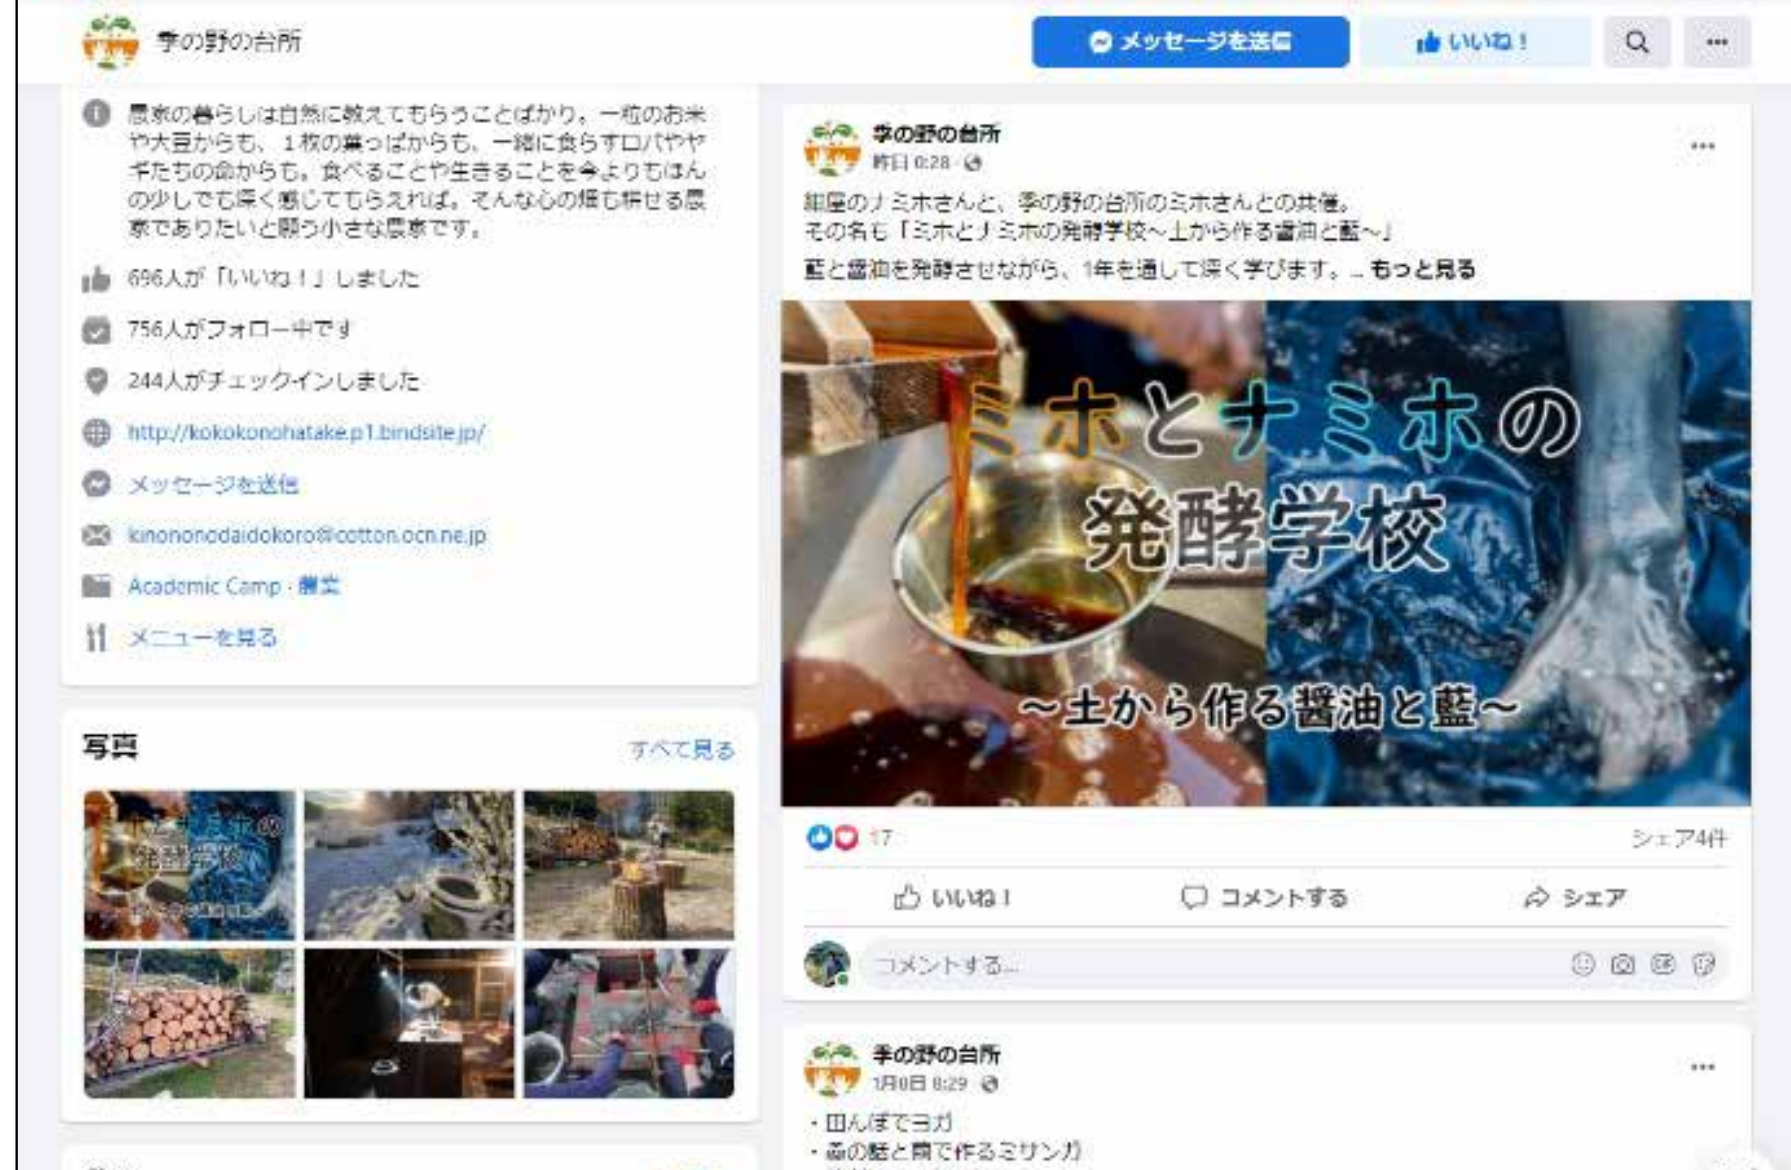 季の野の台所
メッセージを送信
いいね！
農家の暮らしは自然に教えてもらうことばかり。一粒のお米
や大豆からも、１枚の葉っぱからも、一緒に食らすロバやヤ
ギたちの命からも。食べることや生きることを今よりもほん
の少しでも深く感じてもらえれば。そんな心の畑も耕せる農
家でありたいと願う小さな農家です。
696人が「いいね！」しました
756人がフォロー中です
244人がチェックインしました
http://kokokonohatake.p1.bindsite.jp/
メッセージを送信
kinononodaidokoro@cotton.ocn.ne.jp
Academic Camp · 農業
メニューを見る
写真
すべて見る
季の野の台所
昨日 0:28
紺屋のナミホさんと、季の野の台所のミホさんとの共催。
その名も「ミホとナミホの発酵学校～土から作る醤油と藍～」
藍と醤油を発酵させながら、1年を通して深く学びます。... もっと見る
ミホとナミホの
発酵学校
～土から作る醤油と藍～
17
シェア4件
いいね！
コメントする
シェア
コメントする...
季の野の台所
1月8日 8:29
・田んぼでヨガ
・の話と繭で作るミサンガ